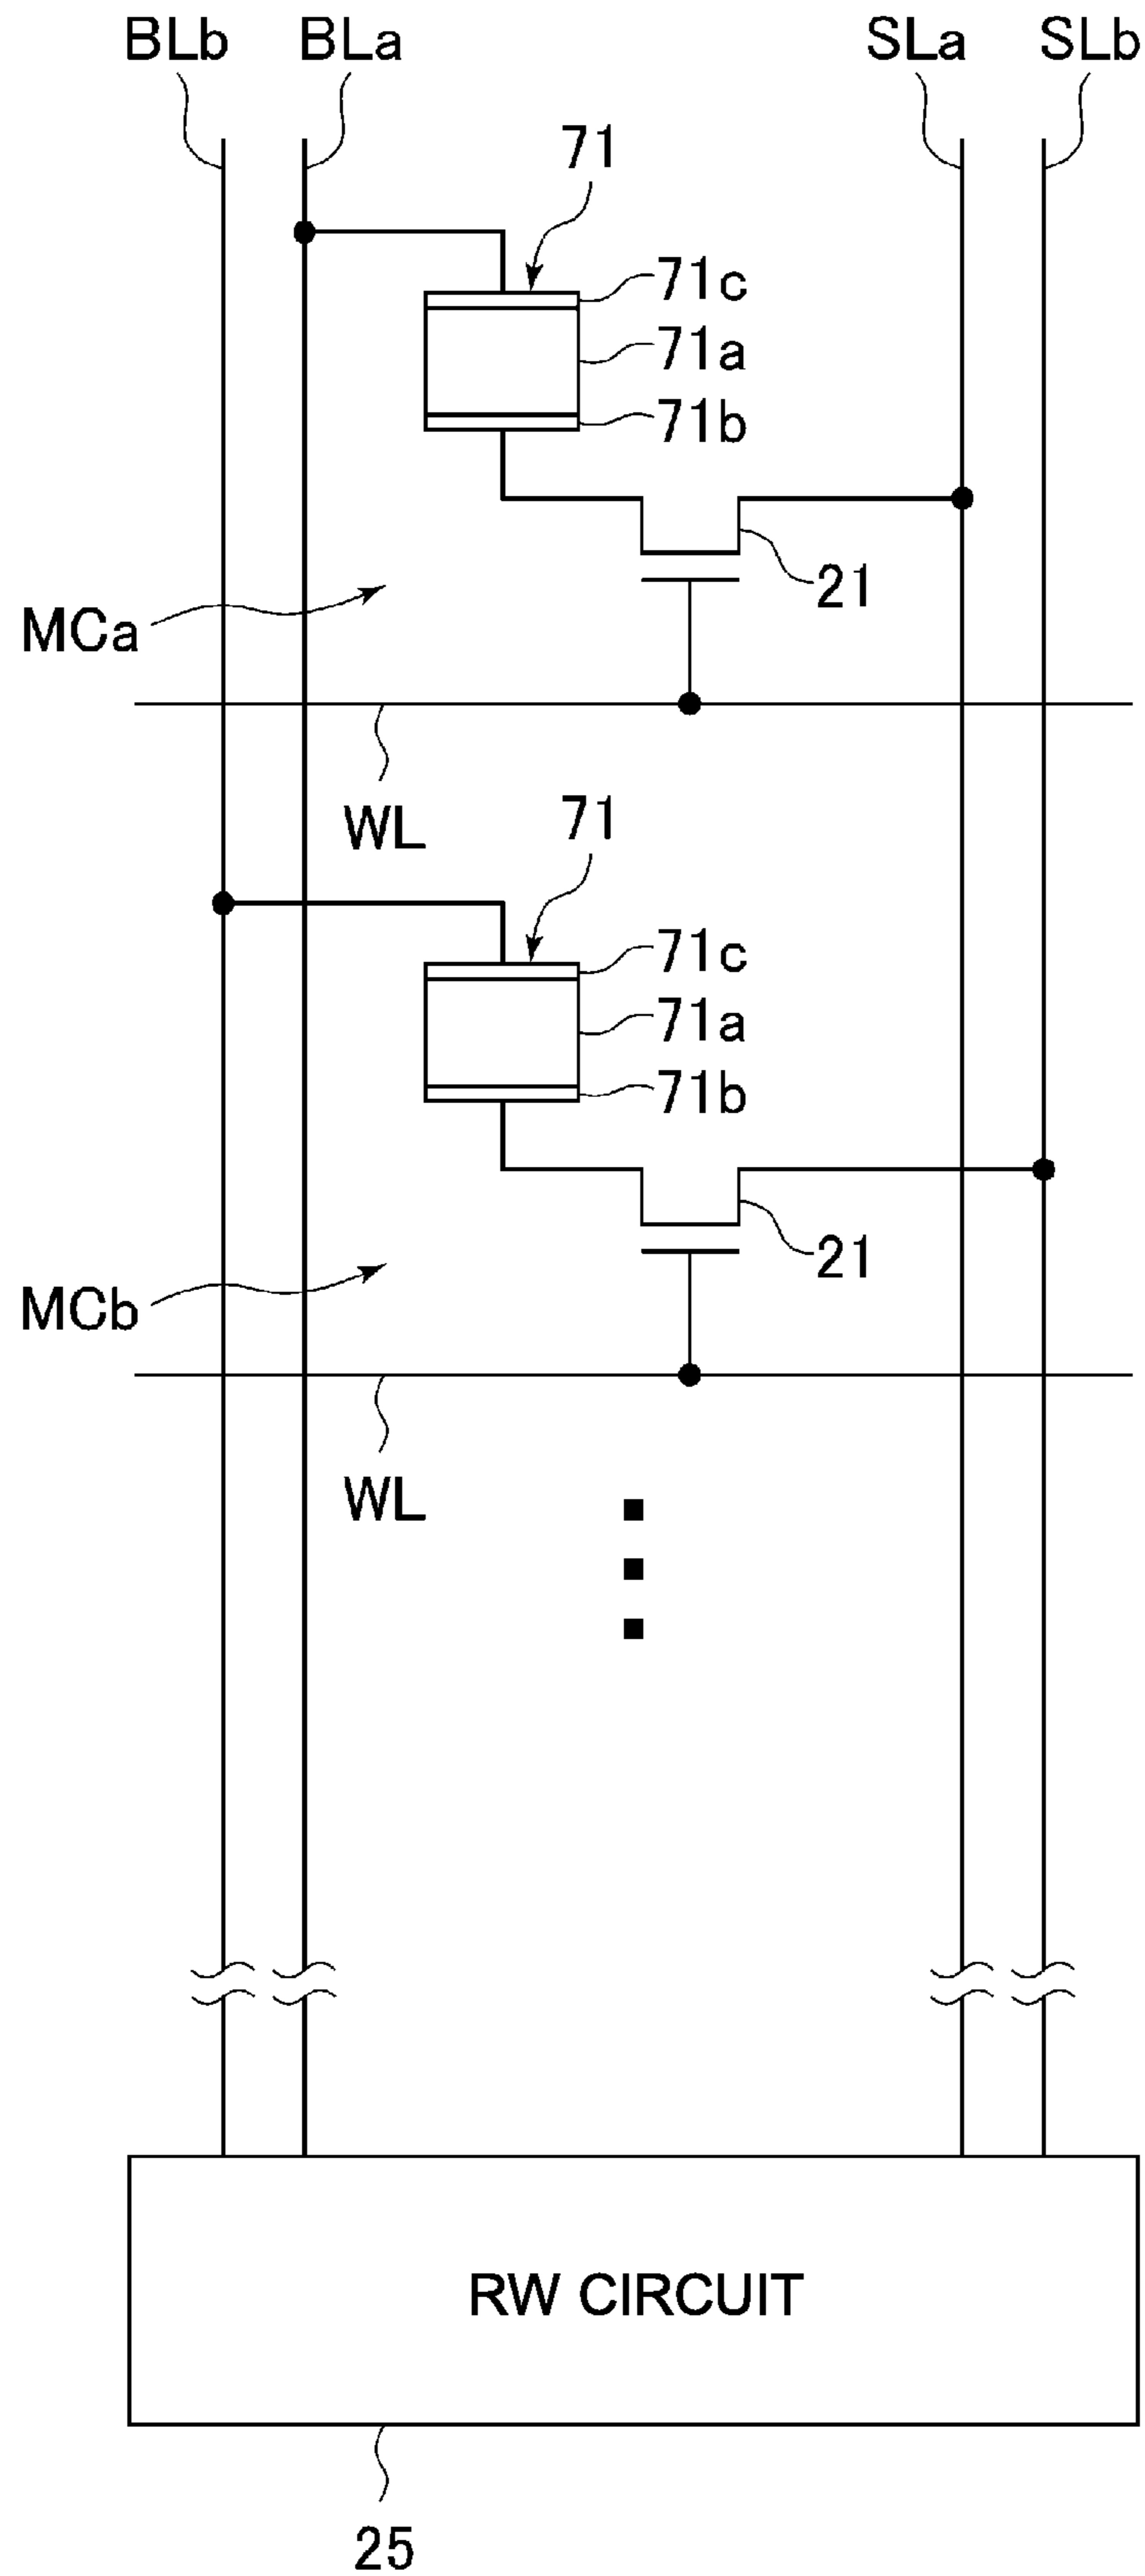 BLb BLa SLa SLb
71
71c
71a
71b
21
MCa
WL
71
71c
71a
71b
21
MCb
WL
RW CIRCUIT
25